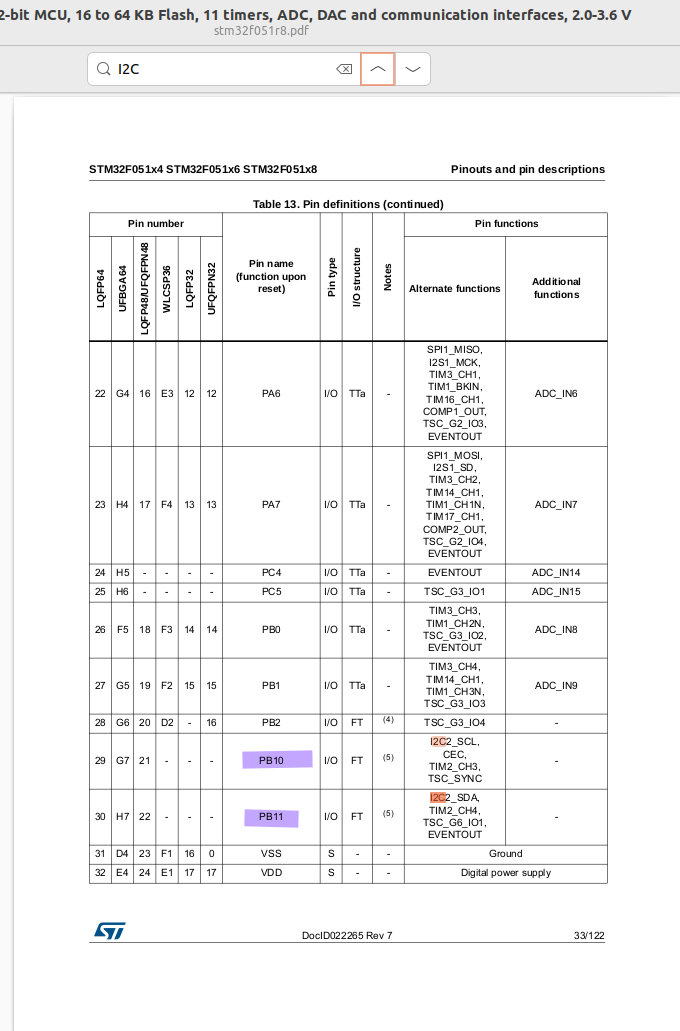 2-bit MCU, 16 to 64 KB Flash, 11 timers, ADC, DAC and communication interfaces, 2.0-3.6 V
stm32f051r8.pdf
I2C
STM32F051x4 STM32F051x6 STM32F051x8 Pinouts and pin descriptions
Table 13. Pin definitions (continued)
Pin number
Pin functions
LQFP64
UFBGA64
LQFP48/UFQFPN48
WLCSP36
LQFP32
UFQFPN32
Pin name
(function upon
reset)
Pin type
I/O structure
Notes
Alternate functions
Additional
functions
22 G4 16 E3 12 12 PA6 I/O TTa -
SPI1_MISO,
I2S1_MCK,
TIM3_CH1,
TIM1_BKIN,
TIM16_CH1,
COMP1_OUT,
TSC_G2_IO3,
EVENTOUT
ADC_IN6
23 H4 17 F4 13 13 PA7 I/O TTa -
SPI1_MOSI,
I2S1_SD,
TIM3_CH2,
TIM14_CH1,
TIM1_CH1N,
TIM17_CH1,
COMP2_OUT,
TSC_G2_IO4,
EVENTOUT
ADC_IN7
24 H5 - - - - PC4 I/O TTa - EVENTOUT ADC_IN14
25 H6 - - - - PC5 I/O TTa - TSC_G3_IO1 ADC_IN15
26 F5 18 F3 14 14 PB0 I/O TTa -
TIM3_CH3,
TIM1_CH2N,
TSC_G3_IO2,
EVENTOUT
ADC_IN8
27 G5 19 F2 15 15 PB1 I/O TTa -
TIM3_CH4,
TIM14_CH1,
TIM1_CH3N,
TSC_G3_IO3
ADC_IN9
28 G6 20 D2 - 16 PB2 I/O FT (4) TSC_G3_IO4 -
29 G7 21 - - - PB10 I/O FT (5)
I2C2_SCL,
CEC,
TIM2_CH3,
TSC_SYNC
-
30 H7 22 - - - PB11 I/O FT (5)
I2C2_SDA,
TIM2_CH4,
TSC_G6_IO1,
EVENTOUT
-
31 D4 23 F1 16 0 VSS S - - Ground
32 E4 24 E1 17 17 VDD S - - Digital power supply
ST DocID022265 Rev 7 33/122